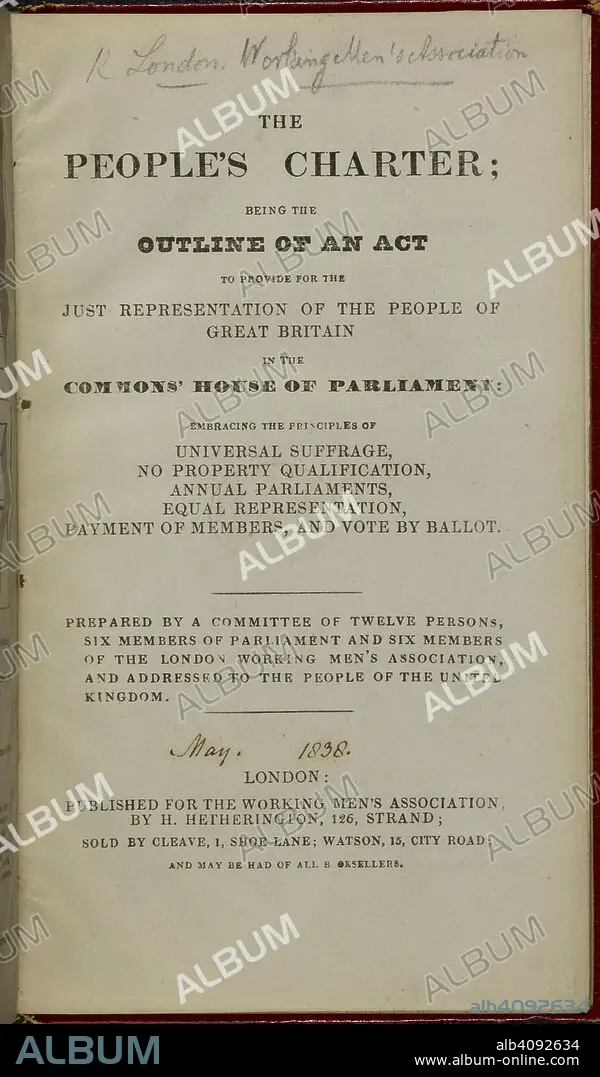 R London. Working Men's Association
THE
PEOPLE'S CHARTER;
BEING THE
OUTLINE OF AN ACT
TO PROVIDE FOR THE
JUST REPRESENTATION OF THE PEOPLE OF
GREAT BRITAIN
IN THE
COMMONS' HOUSE OF PARLIAMENT:
EMBRACING THE PRINCIPLES OF
UNIVERSAL SUFFRAGE,
NO PROPERTY QUALIFICATION,
ANNUAL PARLIAMENTS,
EQUAL REPRESENTATION,
PAYMENT OF MEMBERS, AND VOTE BY BALLOT.
PREPARED BY A COMMITTEE OF TWELVE PERSONS,
SIX MEMBERS OF PARLIAMENT AND SIX MEMBERS
OF THE LONDON WORKING MEN'S ASSOCIATION,
AND ADDRESSED TO THE PEOPLE OF THE UNITED
KINGDOM.
May. 1838.
LONDON:
PUBLISHED FOR THE WORKING MEN'S ASSOCIATION,
BY H. HETHERINGTON, 126, STRAND;
SOLD BY CLEAVE, 1, SHOE LANE; WATSON, 15, CITY ROAD;
AND MAY BE HAD OF ALL BOOKSELLERS.
alb4092634
ALBUM
alb4092634
www.album-online.com